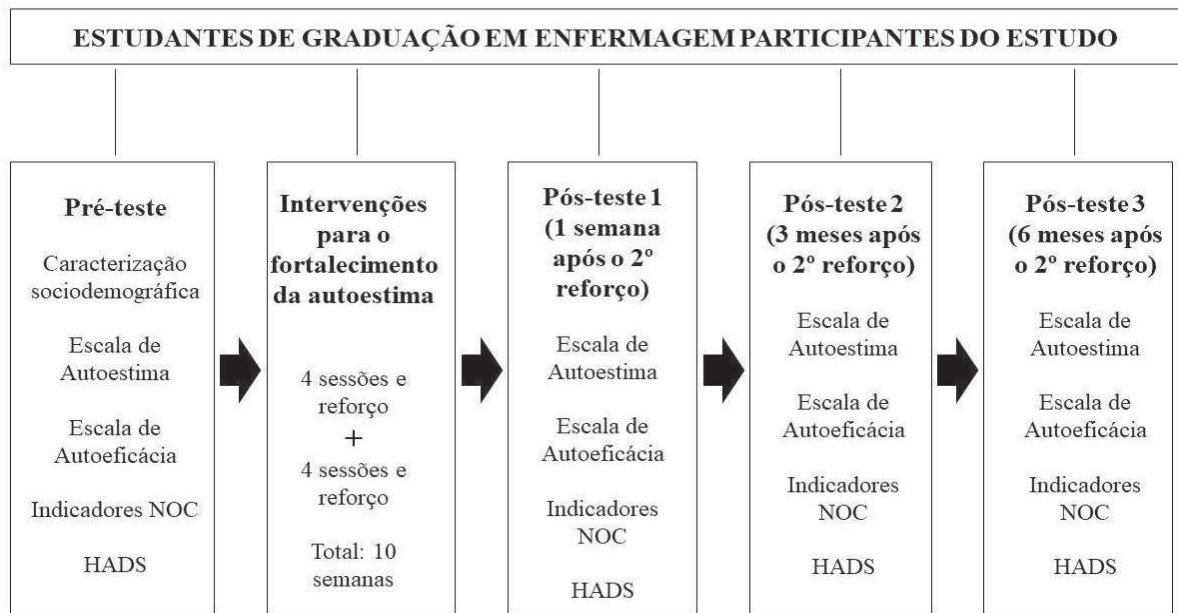 ESTUDANTES DE GRADUAÇÃO EM ENFERMAGEM PARTICIPANTES DO ESTUDO
Pré-teste
Caracterização
sociodemográfica
Escala de
Autoestima
Escala de
Autoeficácia
Indicadores NOC
HADS
Intervenções
para o
fortalecimento
da autoestima
4 sessões e
reforço
+
4 sessões e
reforço
Total: 10
semanas
Pós-teste 1
(1 semana
após o 2º
reforço)
Escala de
Autoestima
Escala de
Autoeficácia
Indicadores
NOC
HADS
Pós-teste 2
(3 meses após
o 2º reforço)
Escala de
Autoestima
Escala de
Autoeficácia
Indicadores
NOC
HADS
Pós-teste 3
(6 meses após
o 2º reforço)
Escala de
Autoestima
Escala de
Autoeficácia
Indicadores
NOC
HADS